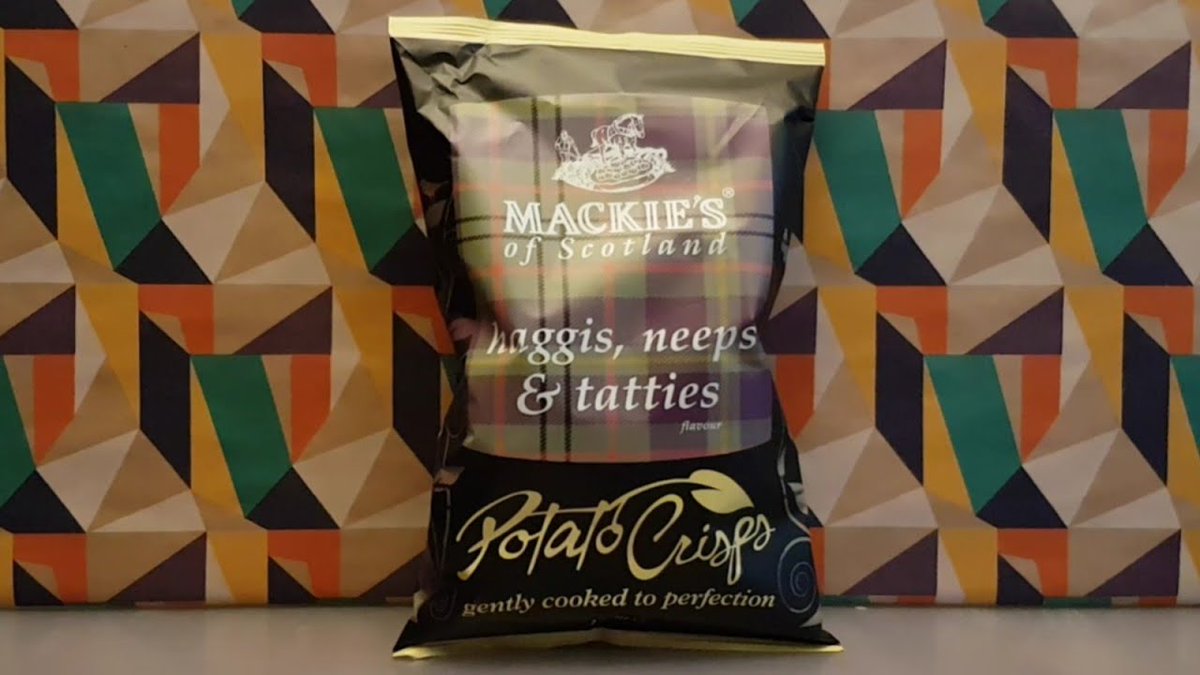 MACKIE'S®
of Scotland
haggis, neeps
& tatties
flavour
Potato Crisps
gently cooked to perfection